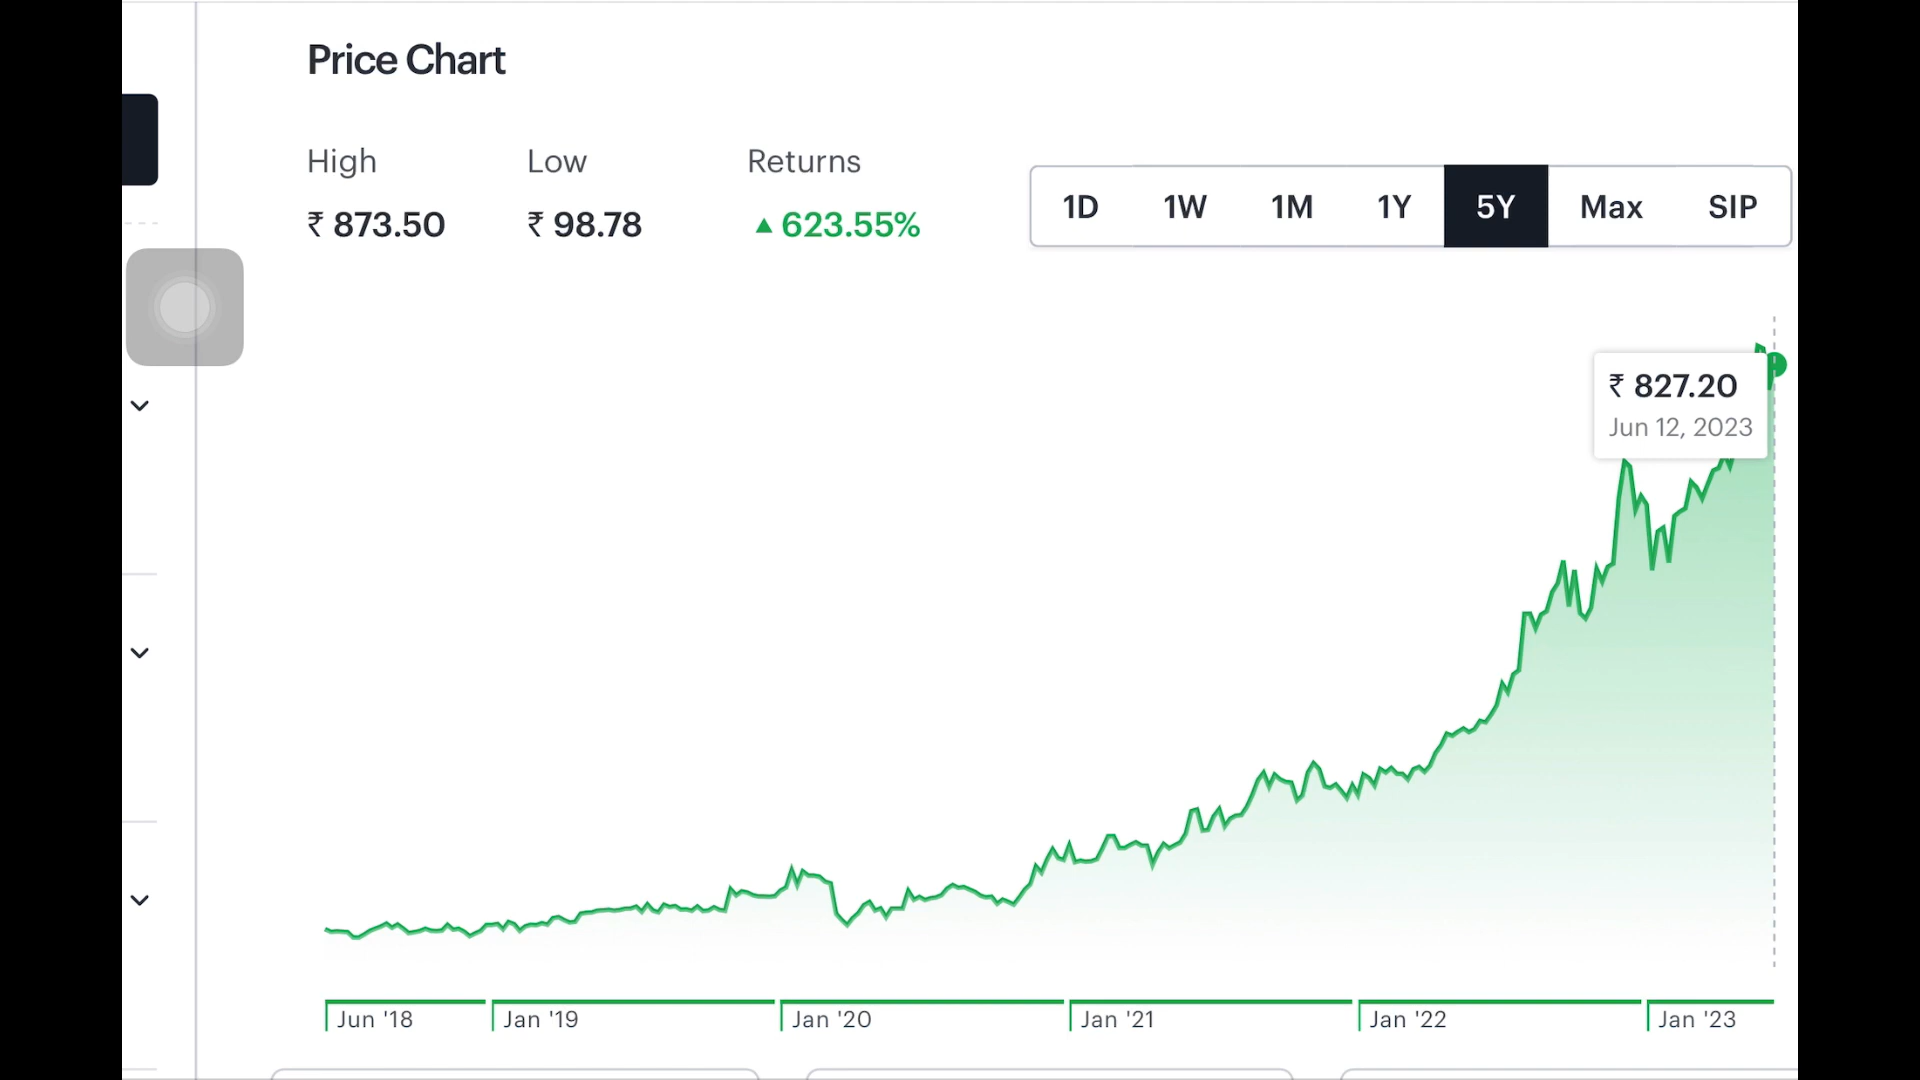 Price Chart
High Low Returns
₹ 873.50 ₹ 98.78 ▲ 623.55%
1D 1W 1M 1Y 5Y Max SIP
₹ 827.20
Jun 12, 2023
Jun '18 Jan '19 Jan '20 Jan '21 Jan '22 Jan '23